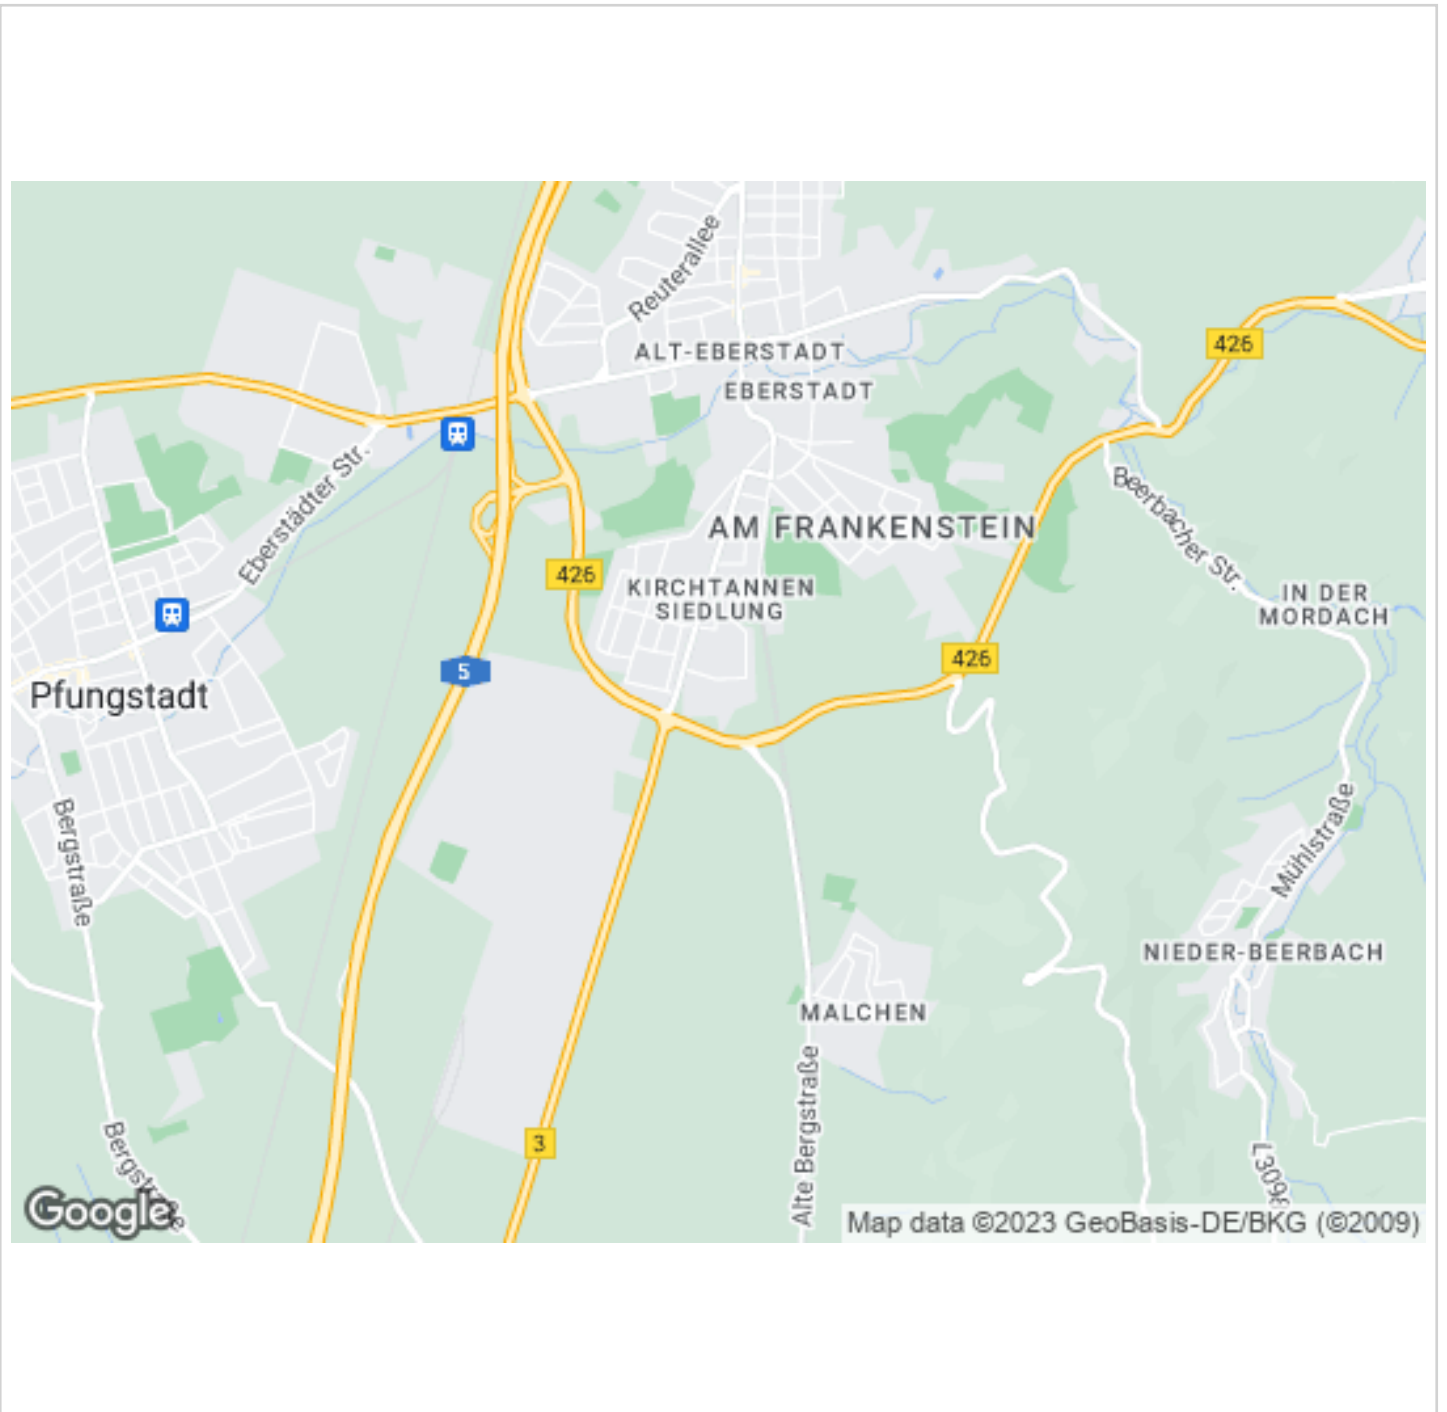 Reuterallee
426
ALT-EBERSTADT
EBERSTADT
Eberstädter Str.
Beerbacher Str.
AM FRANKENSTEIN
426
KIRCHTANNEN
SIEDLUNG
IN DER
MORDACH
426
5
Pfungstadt
Bergstraße
Mühlstraße
NIEDER-BEERBACH
MALCHEN
Alte Bergstraße
3
Bergstraße
L3098
Google
Map data ©2023 GeoBasis-DE/BKG (©2009)